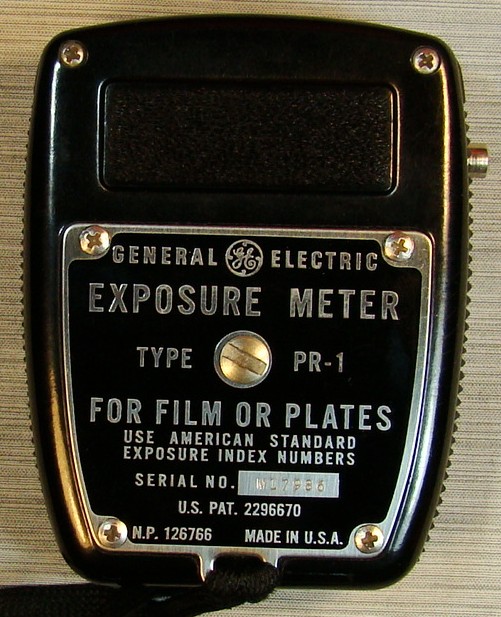 GENERAL GE ELECTRIC
EXPOSURE METER
TYPE PR-1
FOR FILM OR PLATES
USE AMERICAN STANDARD
EXPOSURE INDEX NUMBERS
SERIAL NO.
U.S. PAT. 2296670
N.P. 126766 MADE IN U.S.A.